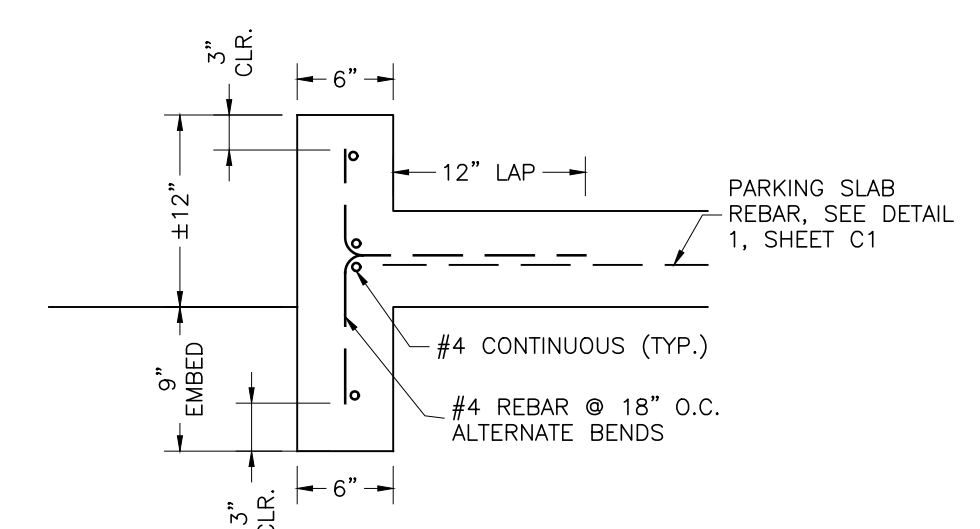 3”
CLR.
6”
12” LAP
±12”
PARKING SLAB
REBAR, SEE DETAIL
1, SHEET C1
#4 CONTINUOUS (TYP.)
9”
EMBED
#4 REBAR @ 18” O.C.
ALTERNATE BENDS
6”
3”
CLR.